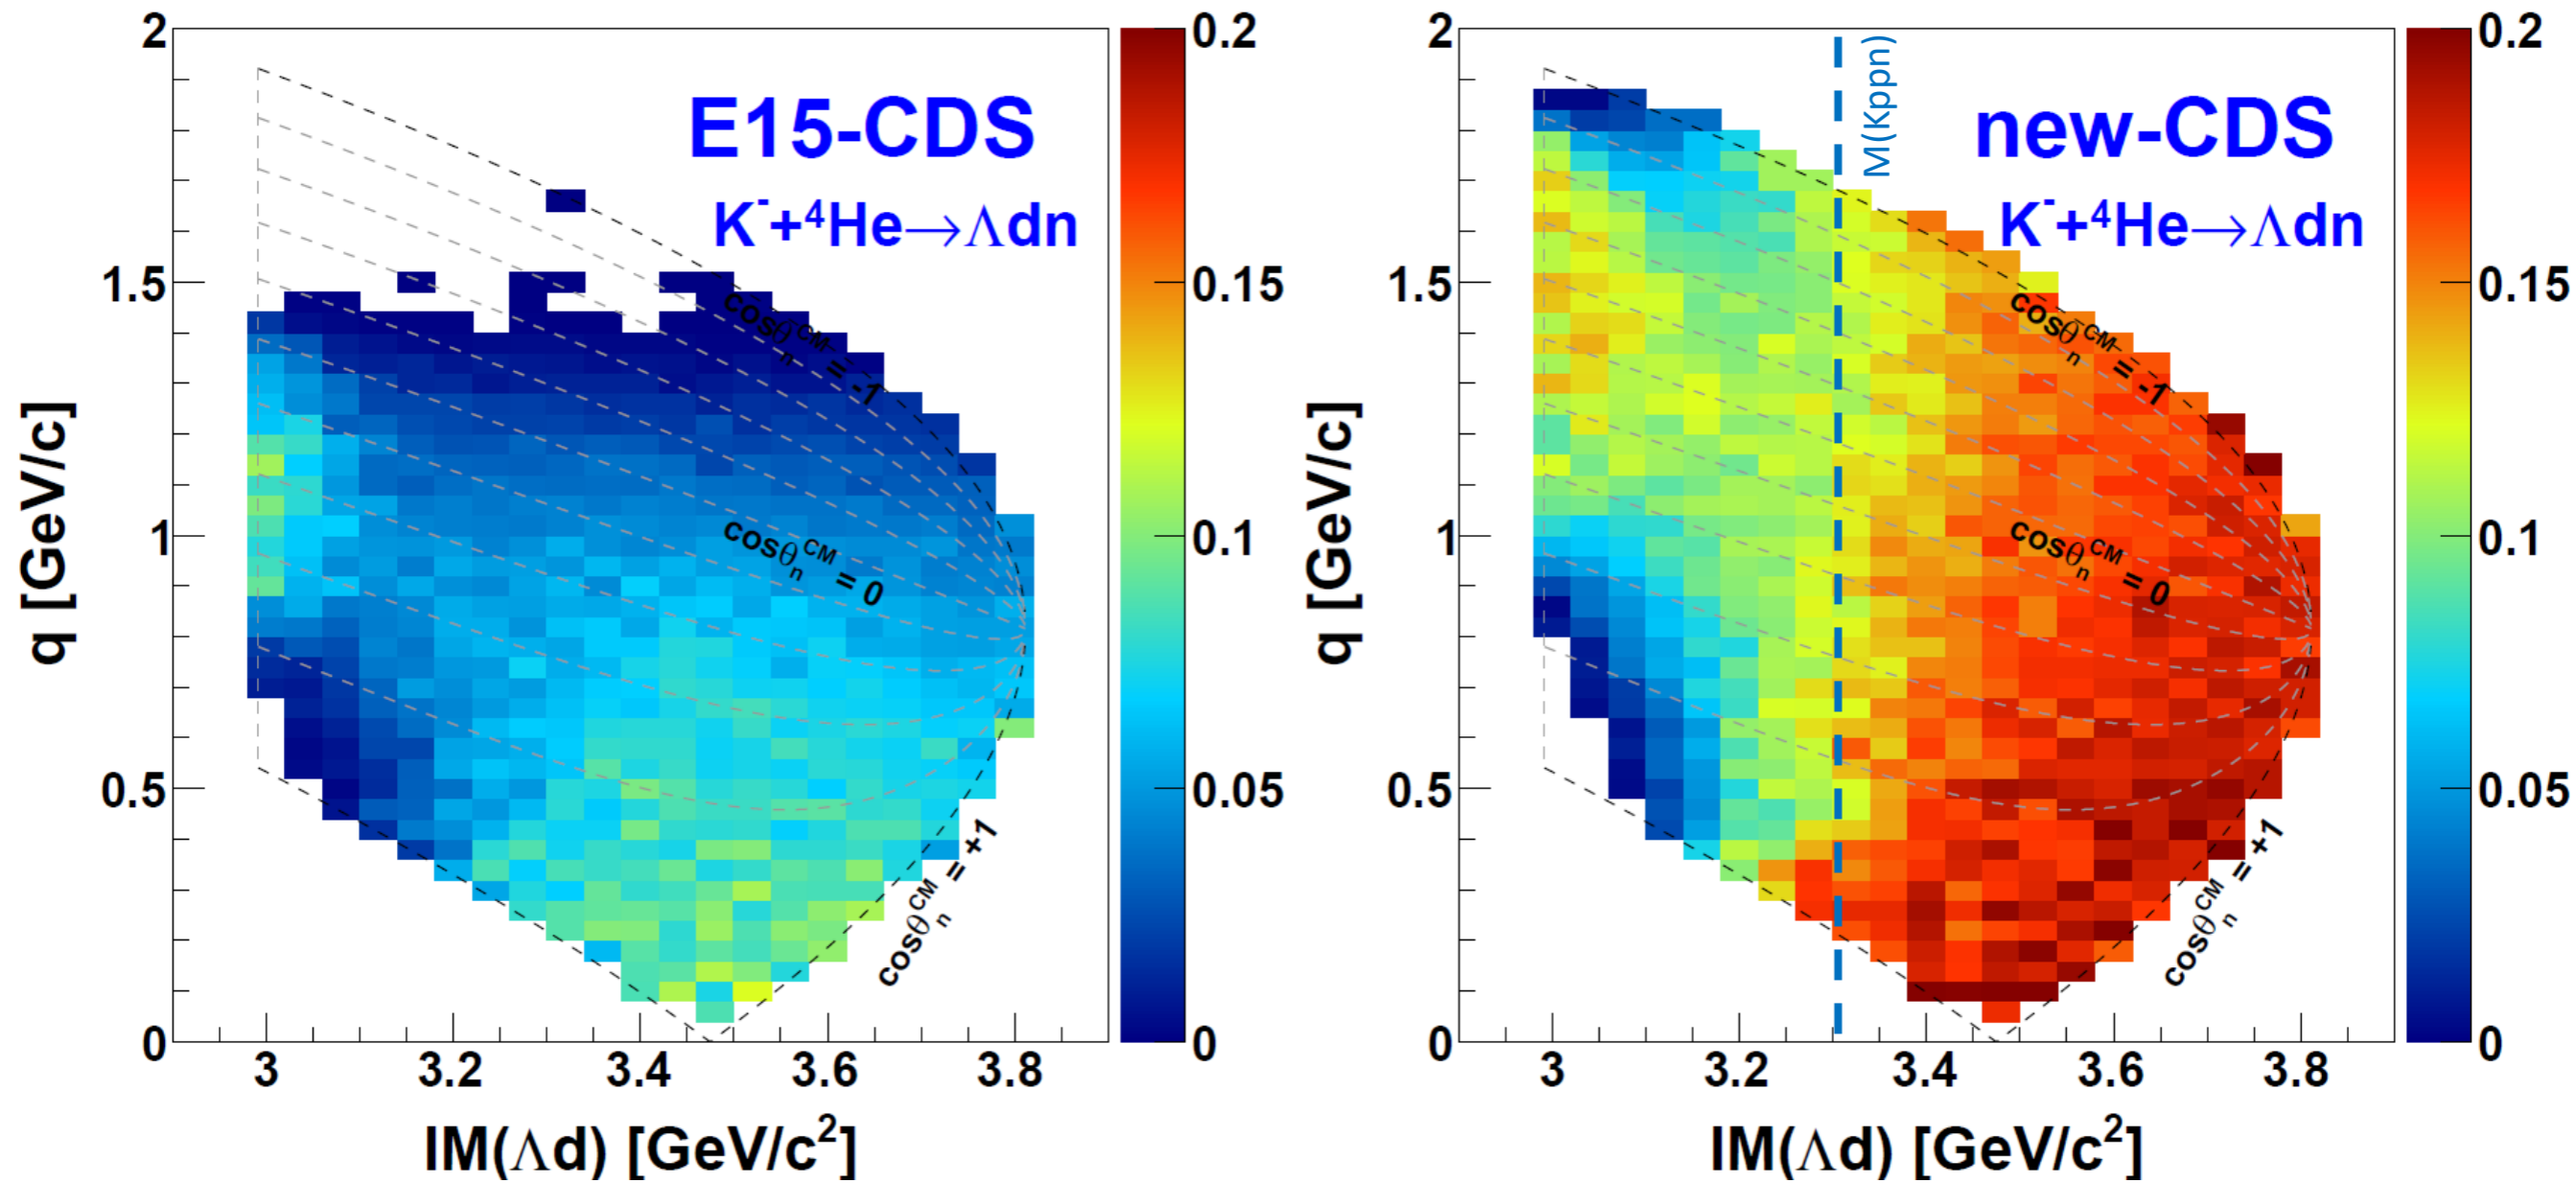 E15-CDS
K⁻+⁴He→Λdn
cosθₙᶜᴹ = -1
cosθₙᶜᴹ = 0
cosθₙᶜᴹ = +1
q [GeV/c]
2
1.5
1
0.5
0
3 3.2 3.4 3.6 3.8
IM(Λd) [GeV/c²]
0.2
0.15
0.1
0.05
0
M(Kppn)
new-CDS
K⁻+⁴He→Λdn
cosθₙᶜᴹ = -1
cosθₙᶜᴹ = 0
cosθₙᶜᴹ = +1
q [GeV/c]
2
1.5
1
0.5
0
3 3.2 3.4 3.6 3.8
IM(Λd) [GeV/c²]
0.2
0.15
0.1
0.05
0